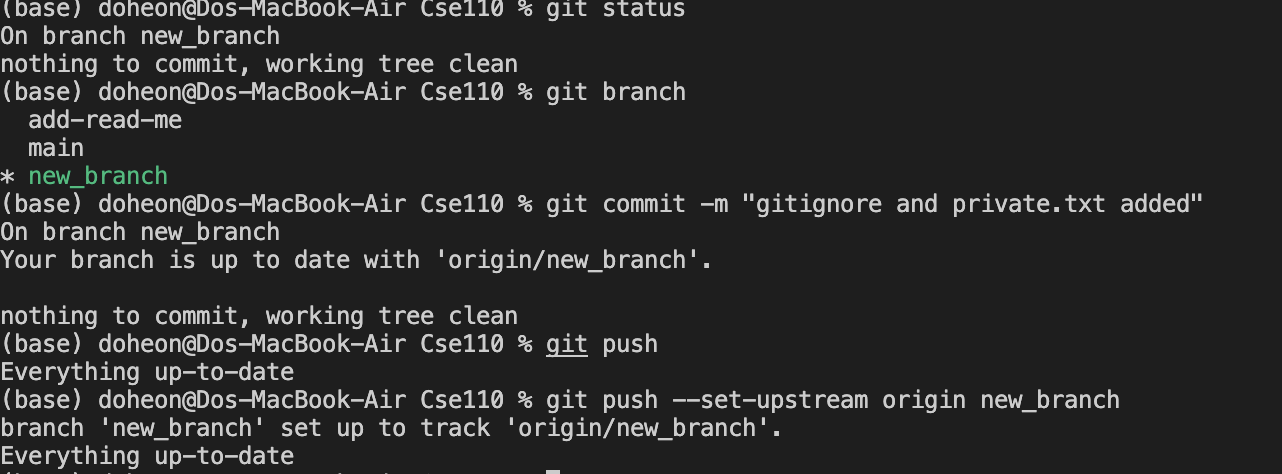 (base) doheon@Dos-MacBook-Air Cse110 % git status
On branch new_branch
nothing to commit, working tree clean
(base) doheon@Dos-MacBook-Air Cse110 % git branch
  add-read-me
  main
* new_branch
(base) doheon@Dos-MacBook-Air Cse110 % git commit -m "gitignore and private.txt added"
On branch new_branch
Your branch is up to date with 'origin/new_branch'.

nothing to commit, working tree clean
(base) doheon@Dos-MacBook-Air Cse110 % git push
Everything up-to-date
(base) doheon@Dos-MacBook-Air Cse110 % git push --set-upstream origin new_branch
branch 'new_branch' set up to track 'origin/new_branch'.
Everything up-to-date